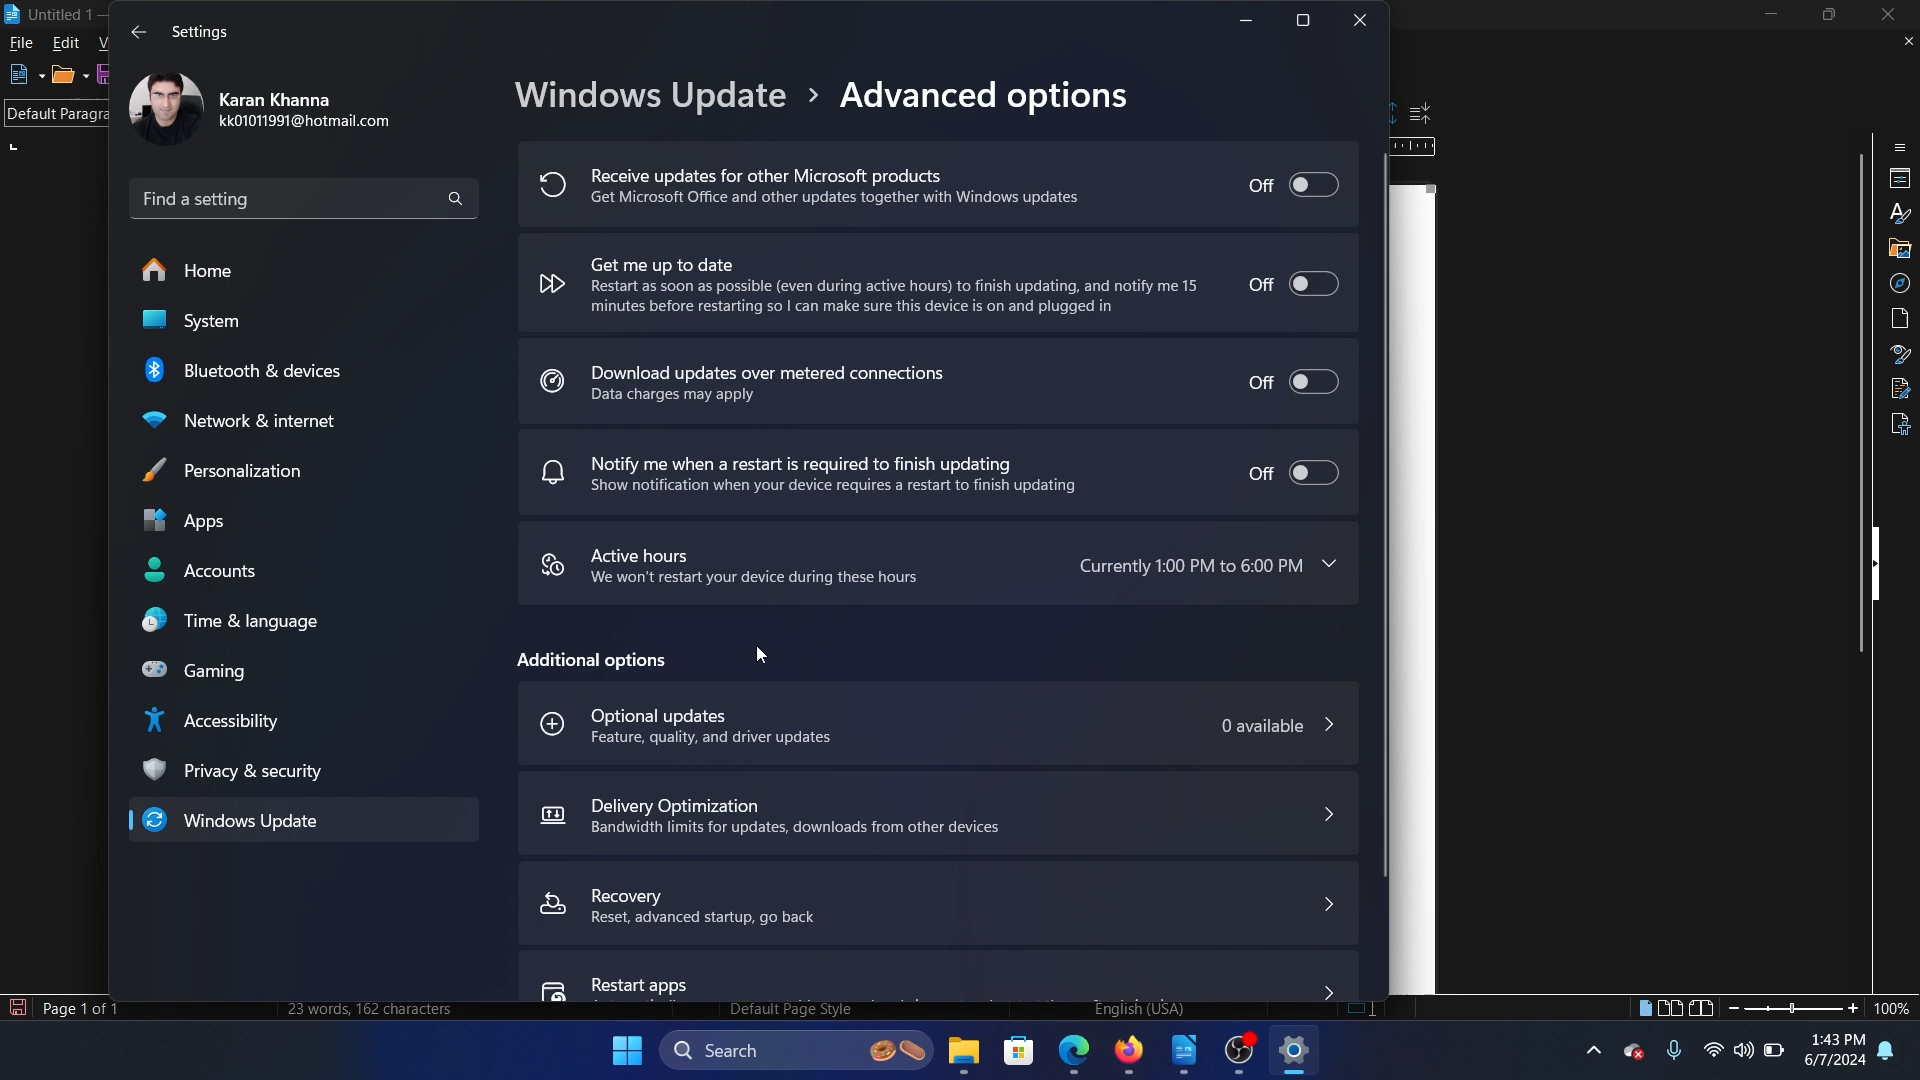 Untitled 1 —
File Edit
Default Paragra
Settings
Karan Khanna
kk01011991@hotmail.com
Find a setting
Home
System
Bluetooth & devices
Network & internet
Personalization
Apps
Accounts
Time & language
Gaming
Accessibility
Privacy & security
Windows Update
Windows Update > Advanced options
Receive updates for other Microsoft products
Get Microsoft Office and other updates together with Windows updates
Off
Get me up to date
Restart as soon as possible (even during active hours) to finish updating, and notify me 15
minutes before restarting so I can make sure this device is on and plugged in
Off
Download updates over metered connections
Data charges may apply
Off
Notify me when a restart is required to finish updating
Show notification when your device requires a restart to finish updating
Off
Active hours
We won't restart your device during these hours
Currently 1:00 PM to 6:00 PM
Additional options
Optional updates
Feature, quality, and driver updates
0 available
Delivery Optimization
Bandwidth limits for updates, downloads from other devices
Recovery
Reset, advanced startup, go back
Restart apps
Page 1 of 1 23 words, 162 characters Default Page Style English (USA) 100%
Search
1:43 PM
6/7/2024